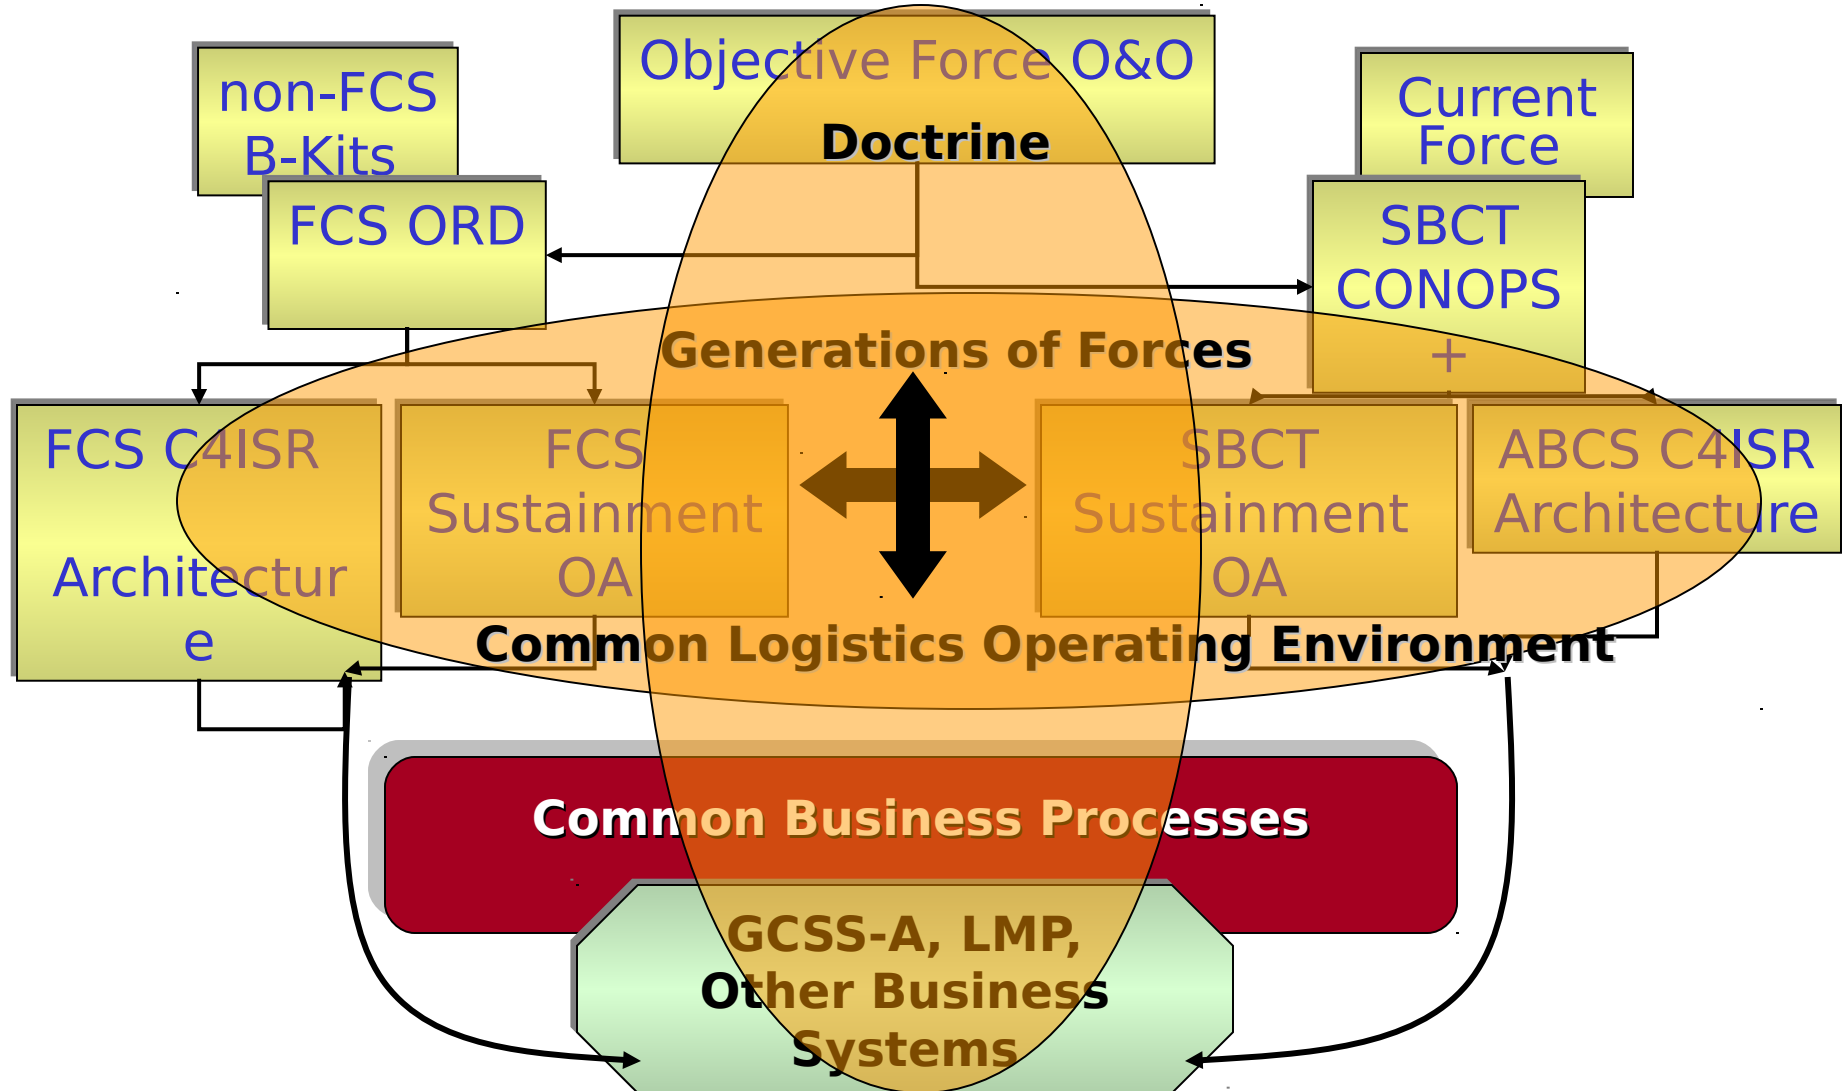 Objective Force O&O
Doctrine
non-FCS
B-Kits
FCS ORD
Current
Force
SBCT
CONOPS
+
Generations of Forces
FCS C4ISR
Architectur
e
FCS
Sustainment
OA
SBCT
Sustainment
OA
ABCS C4ISR
Architecture
Common Logistics Operating Environment
Common Business Processes
GCSS-A, LMP,
Other Business
Systems